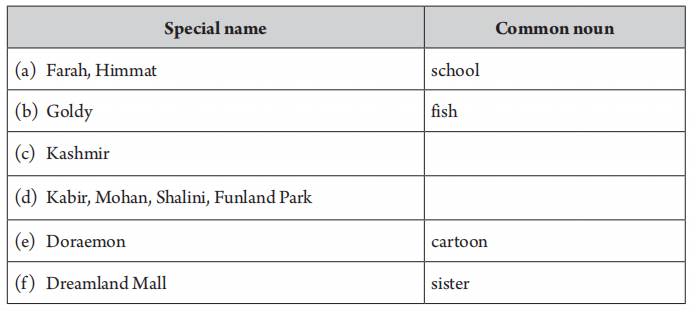 Special name Common noun
(a) Farah, Himmat school
(b) Goldy fish
(c) Kashmir
(d) Kabir, Mohan, Shalini, Funland Park
(e) Doraemon cartoon
(f) Dreamland Mall sister